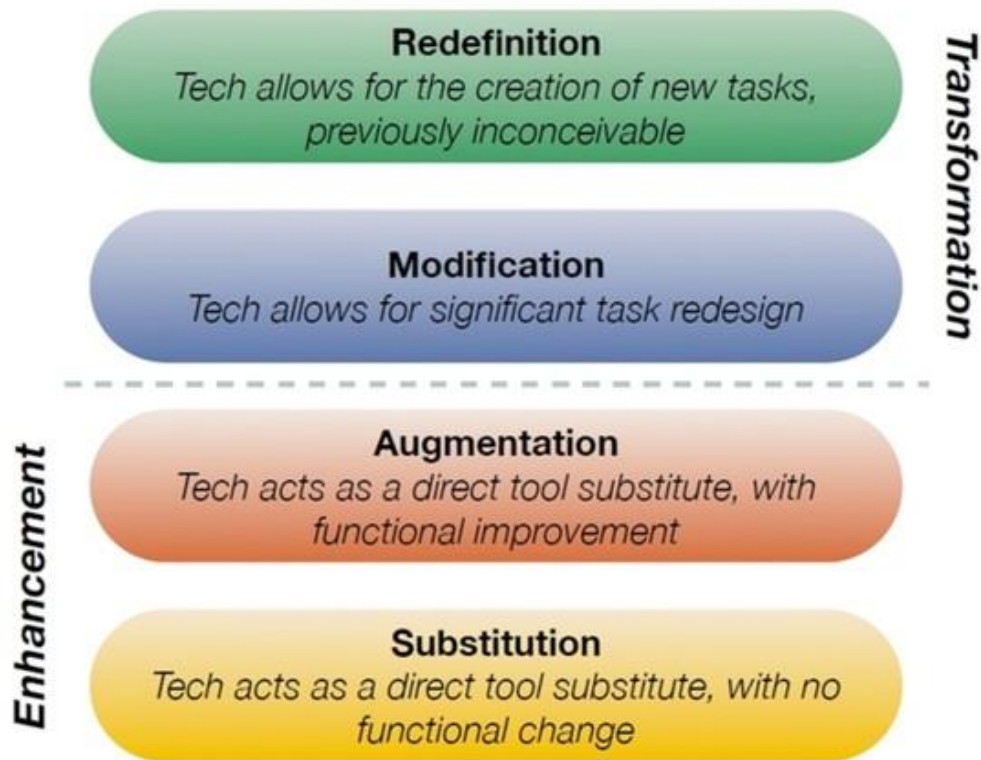 Redefinition
Tech allows for the creation of new tasks,
previously inconceivable
Transformation
Modification
Tech allows for significant task redesign
Augmentation
Tech acts as a direct tool substitute, with
functional improvement
Enhancement
Substitution
Tech acts as a direct tool substitute, with no
functional change